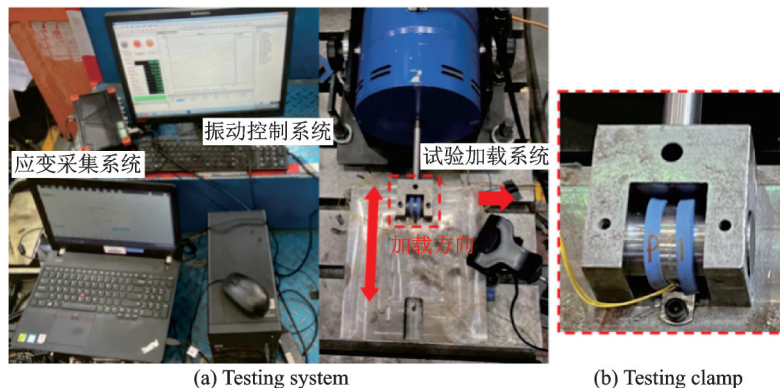 振动控制系统
应变采集系统
试验加载系统
加载方向
P 1
(a) Testing system
(b) Testing clamp